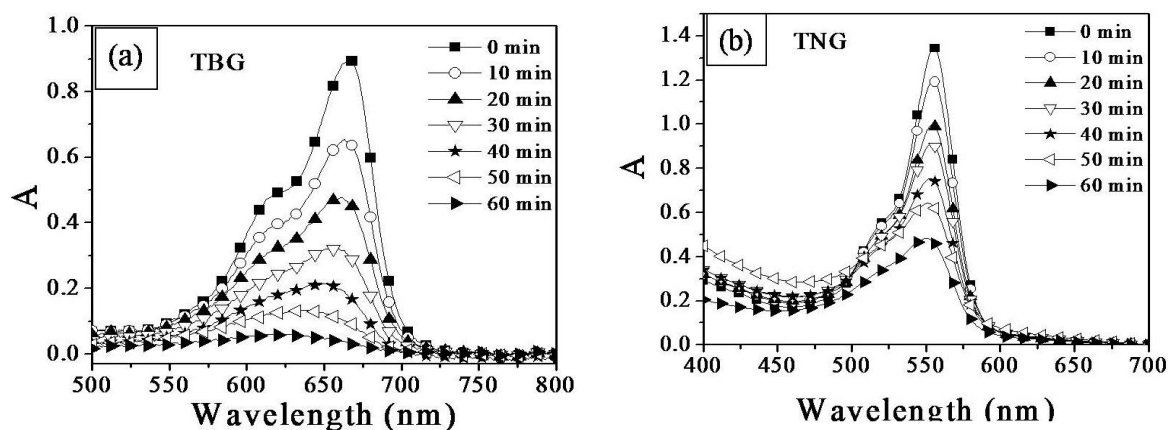 (a)
TBG
0 min
10 min
20 min
30 min
40 min
50 min
60 min
1.0
0.8
0.6
0.4
0.2
0.0
A
500 550 600 650 700 750 800
Wavelength (nm)
(b)
TNG
0 min
10 min
20 min
30 min
40 min
50 min
60 min
1.4
1.2
1.0
0.8
0.6
0.4
0.2
0.0
A
400 450 500 550 600 650 700
Wavelength (nm)